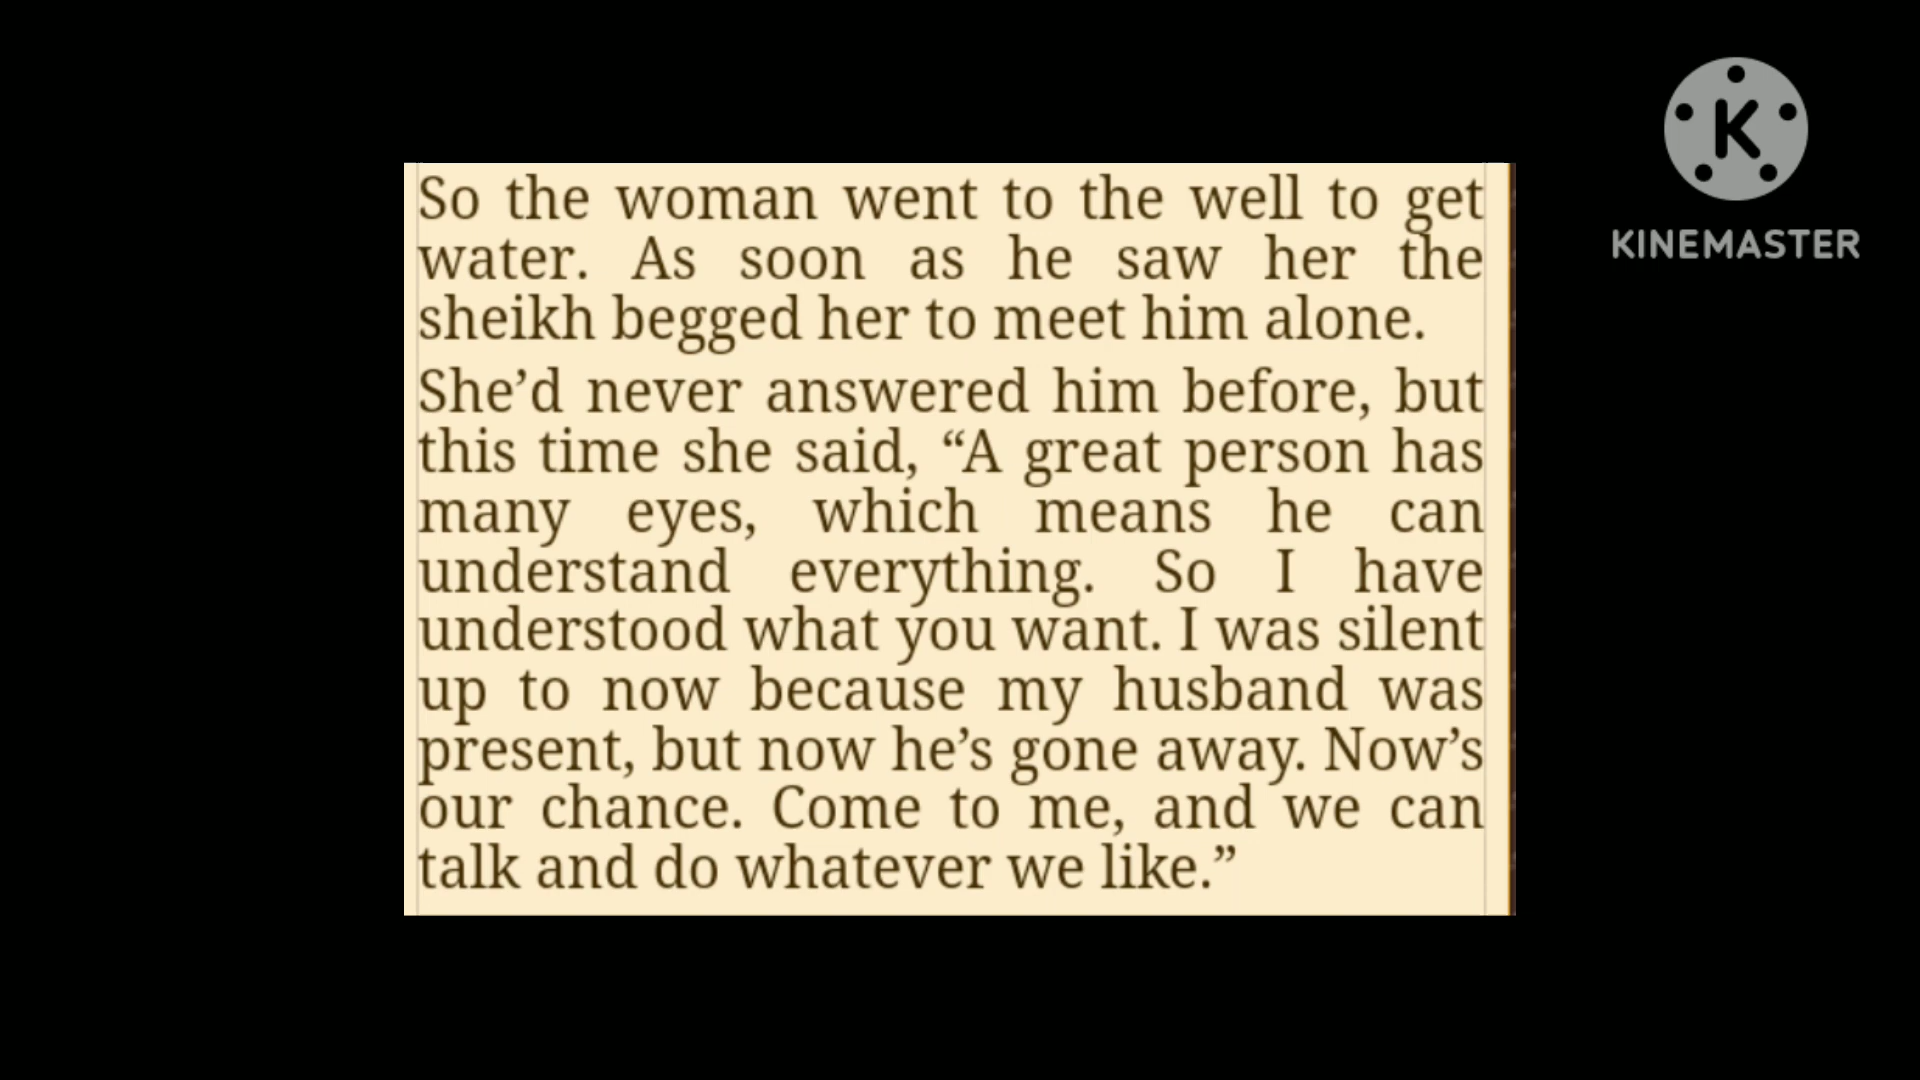 So the woman went to the well to get
water. As soon as he saw her the
sheikh begged her to meet him alone.
She’d never answered him before, but
this time she said, “A great person has
many eyes, which means he can
understand everything. So I have
understood what you want. I was silent
up to now because my husband was
present, but now he’s gone away. Now’s
our chance. Come to me, and we can
talk and do whatever we like.”
K
KINEMASTER